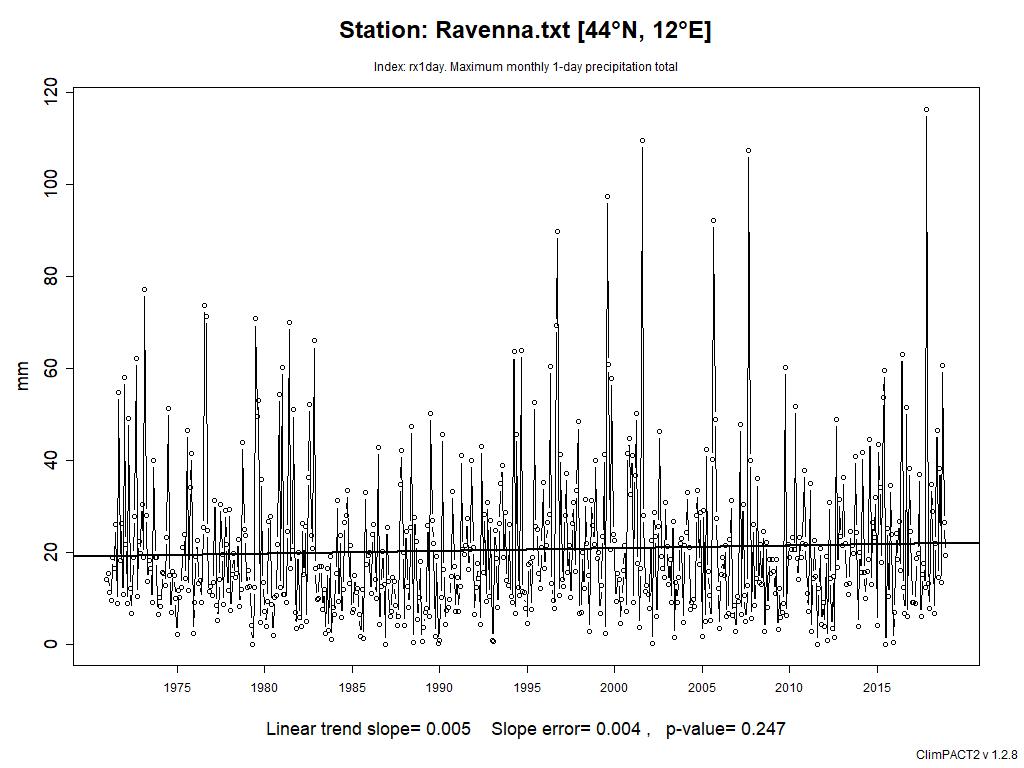 Station: Ravenna.txt [44°N, 12°E]
Index: rx1day. Maximum monthly 1-day precipitation total
120
100
80
60
40
20
0
mm
1975 1980 1985 1990 1995 2000 2005 2010 2015
Linear trend slope= 0.005 Slope error= 0.004 , p-value= 0.247
ClimPACT2 v 1.2.8